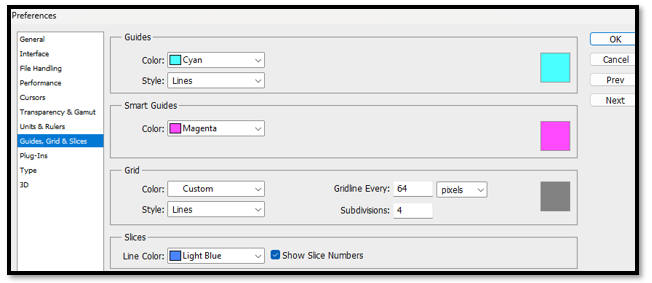 Preferences
General
Interface
File Handling
Performance
Cursors
Transparency & Gamut
Units & Rulers
Guides, Grid & Slices
Plug-Ins
Type
3D
Guides
Color: Cyan
Style: Lines
Smart Guides
Color: Magenta
Grid
Color: Custom Gridline Every: 64 pixels
Style: Lines Subdivisions: 4
Slices
Line Color: Light Blue Show Slice Numbers
OK
Cancel
Prev
Next